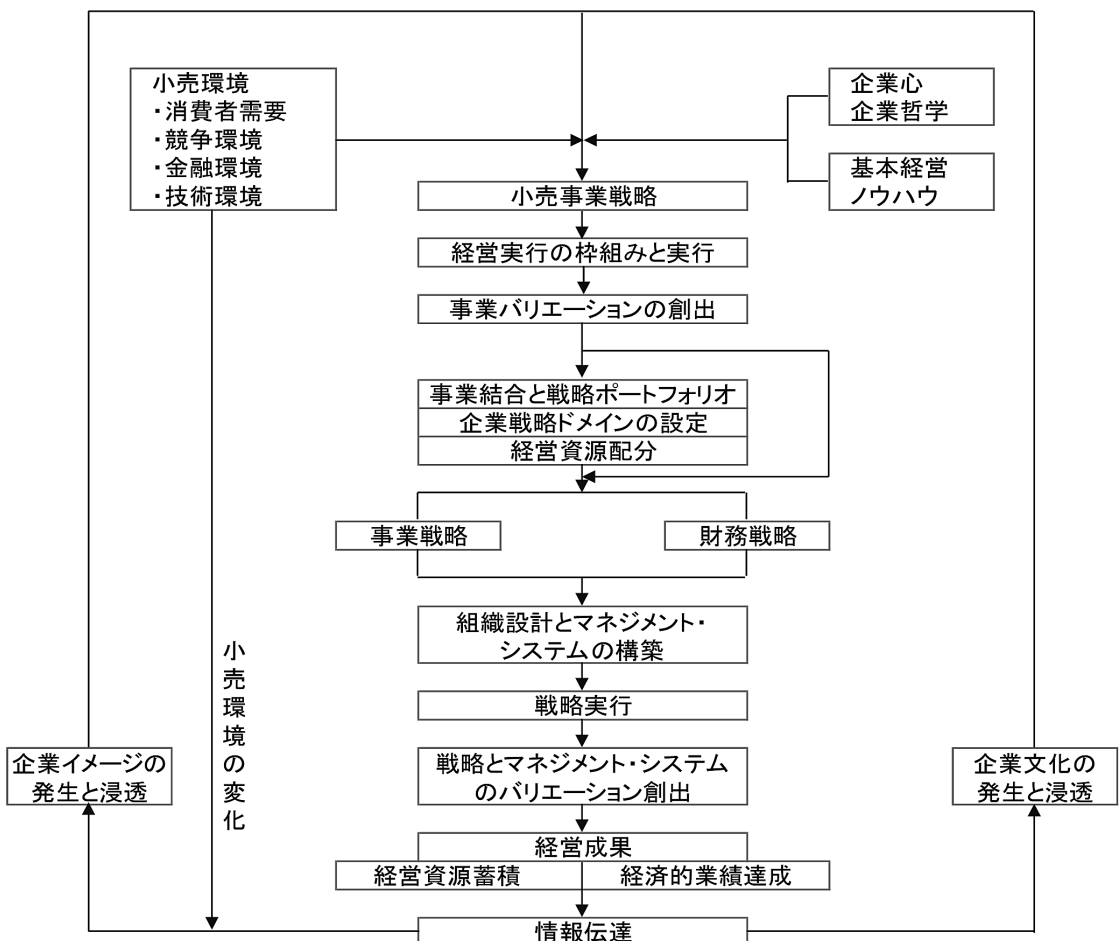 小売環境
・消費者需要
・競争環境
・金融環境
・技術環境
企業心
企業哲学
基本経営
ノウハウ
小売事業戦略
経営実行の枠組みと実行
事業バリエーションの創出
事業結合と戦略ポートフォリオ
企業戦略ドメインの設定
経営資源配分
事業戦略
財務戦略
組織設計とマネジメント・
システムの構築
戦略実行
小売環境の変化
企業イメージの
発生と浸透
戦略とマネジメント・システム
のバリエーション創出
企業文化の
発生と浸透
経営成果
経営資源蓄積
経済的業績達成
情報伝達